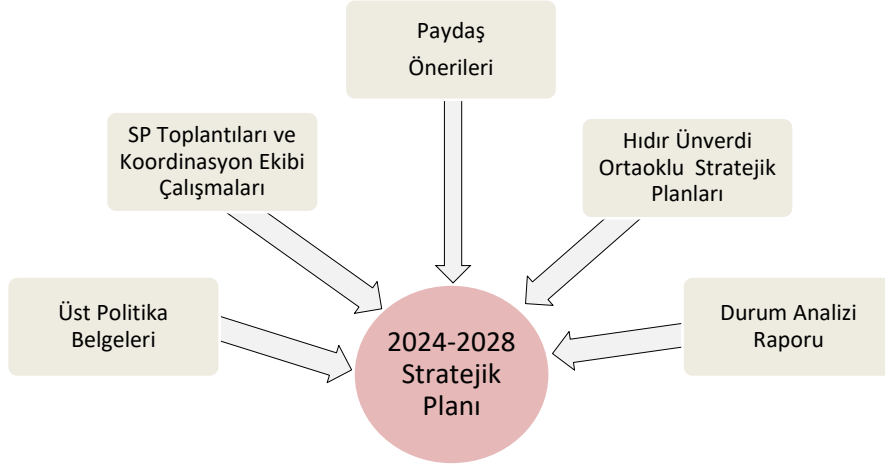 Paydaş
Önerileri
SP Toplantıları ve
Koordinasyon Ekibi
Çalışmaları
Hıdır Ünverdi
Ortaoklu Stratejik
Planları
Üst Politika
Belgeleri
Durum Analizi
Raporu
2024-2028
Stratejik
Planı